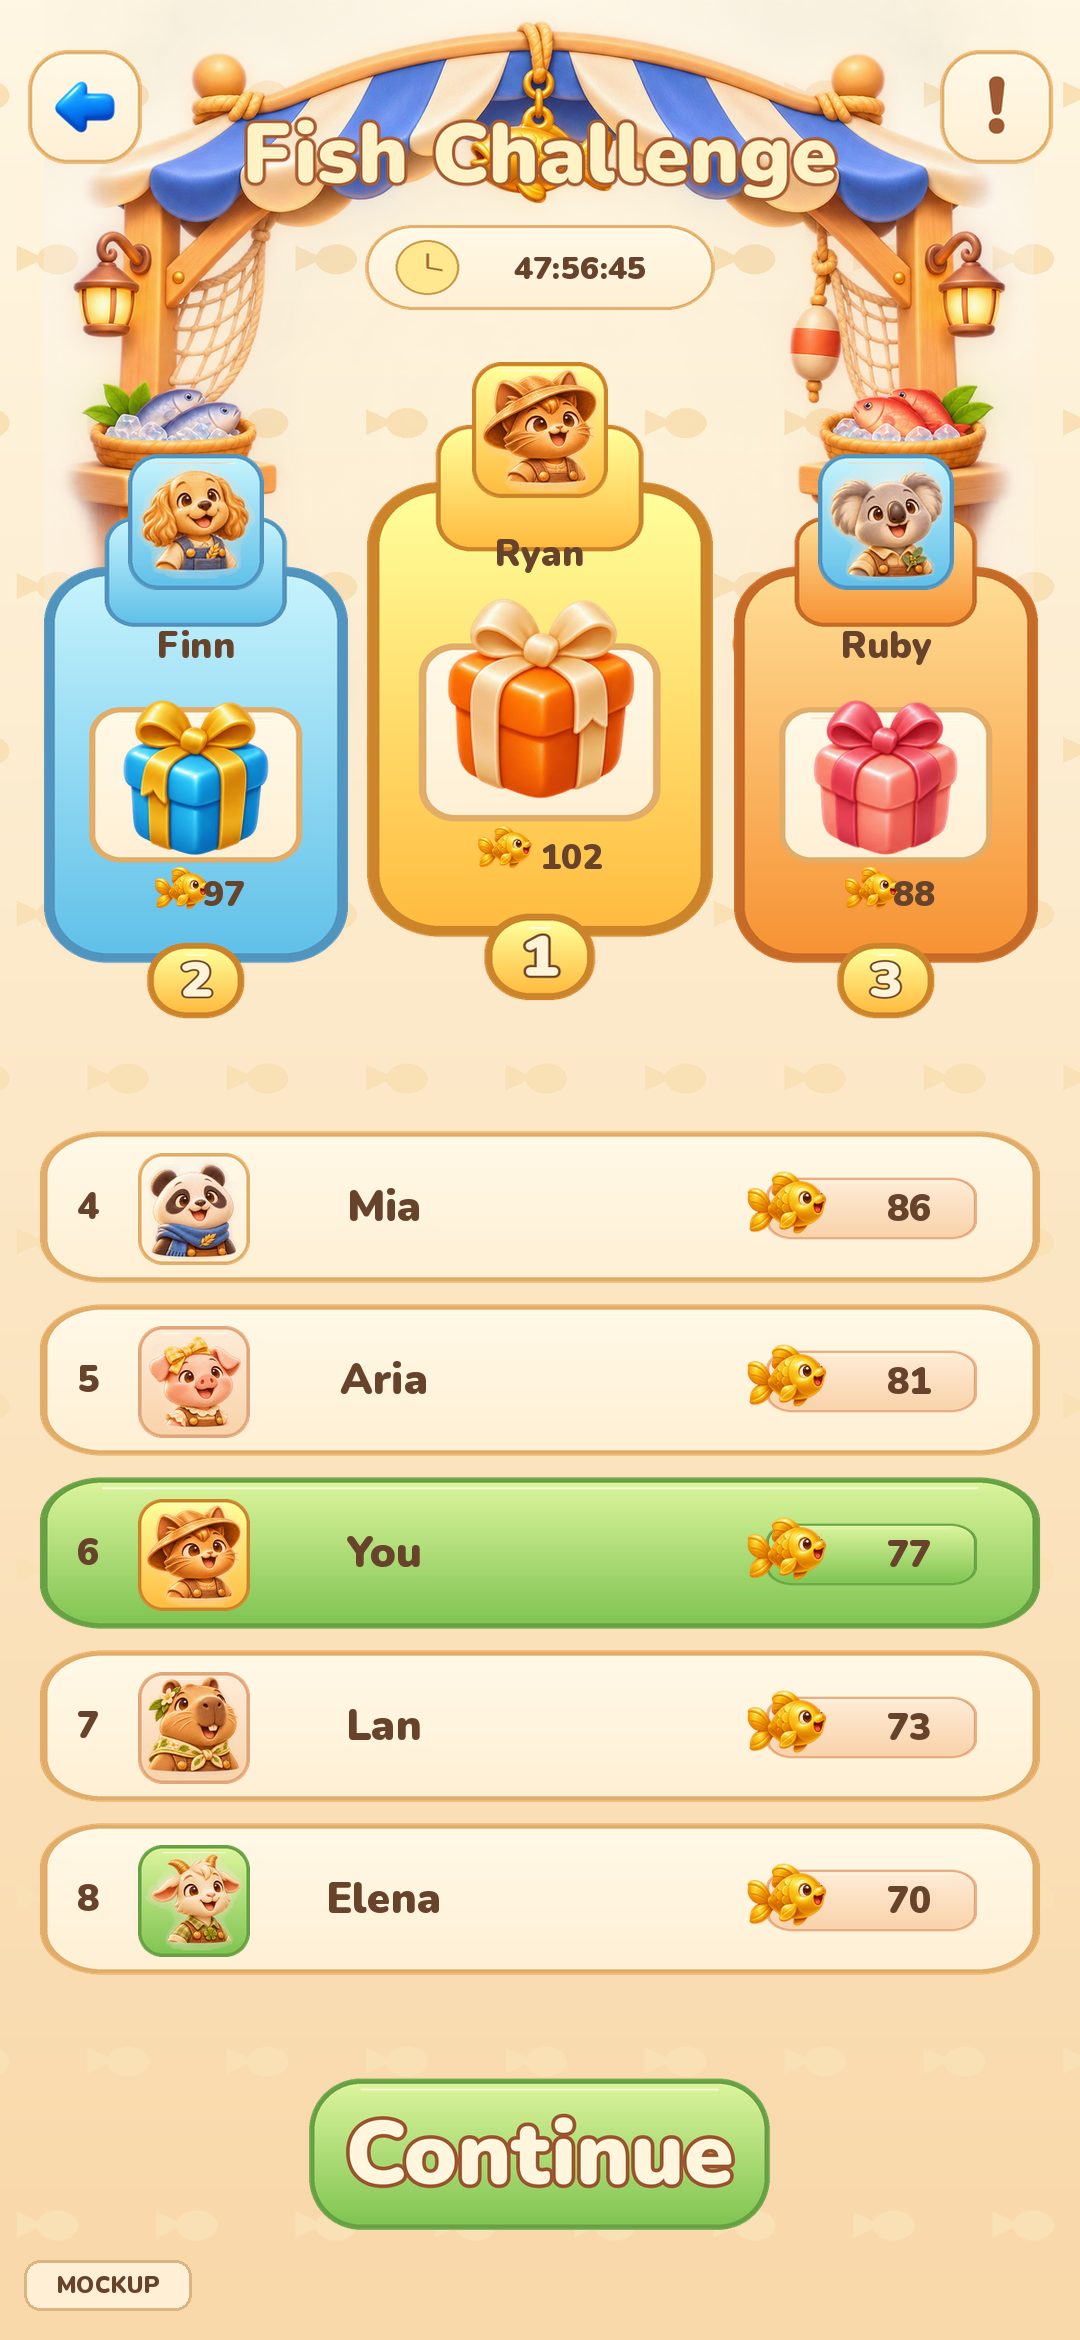 Fish Challenge
47:56:45
Ryan
102
1
Finn
97
2
Ruby
88
3
4 Mia 86
5 Aria 81
6 You 77
7 Lan 73
8 Elena 70
Continue
MOCKUP